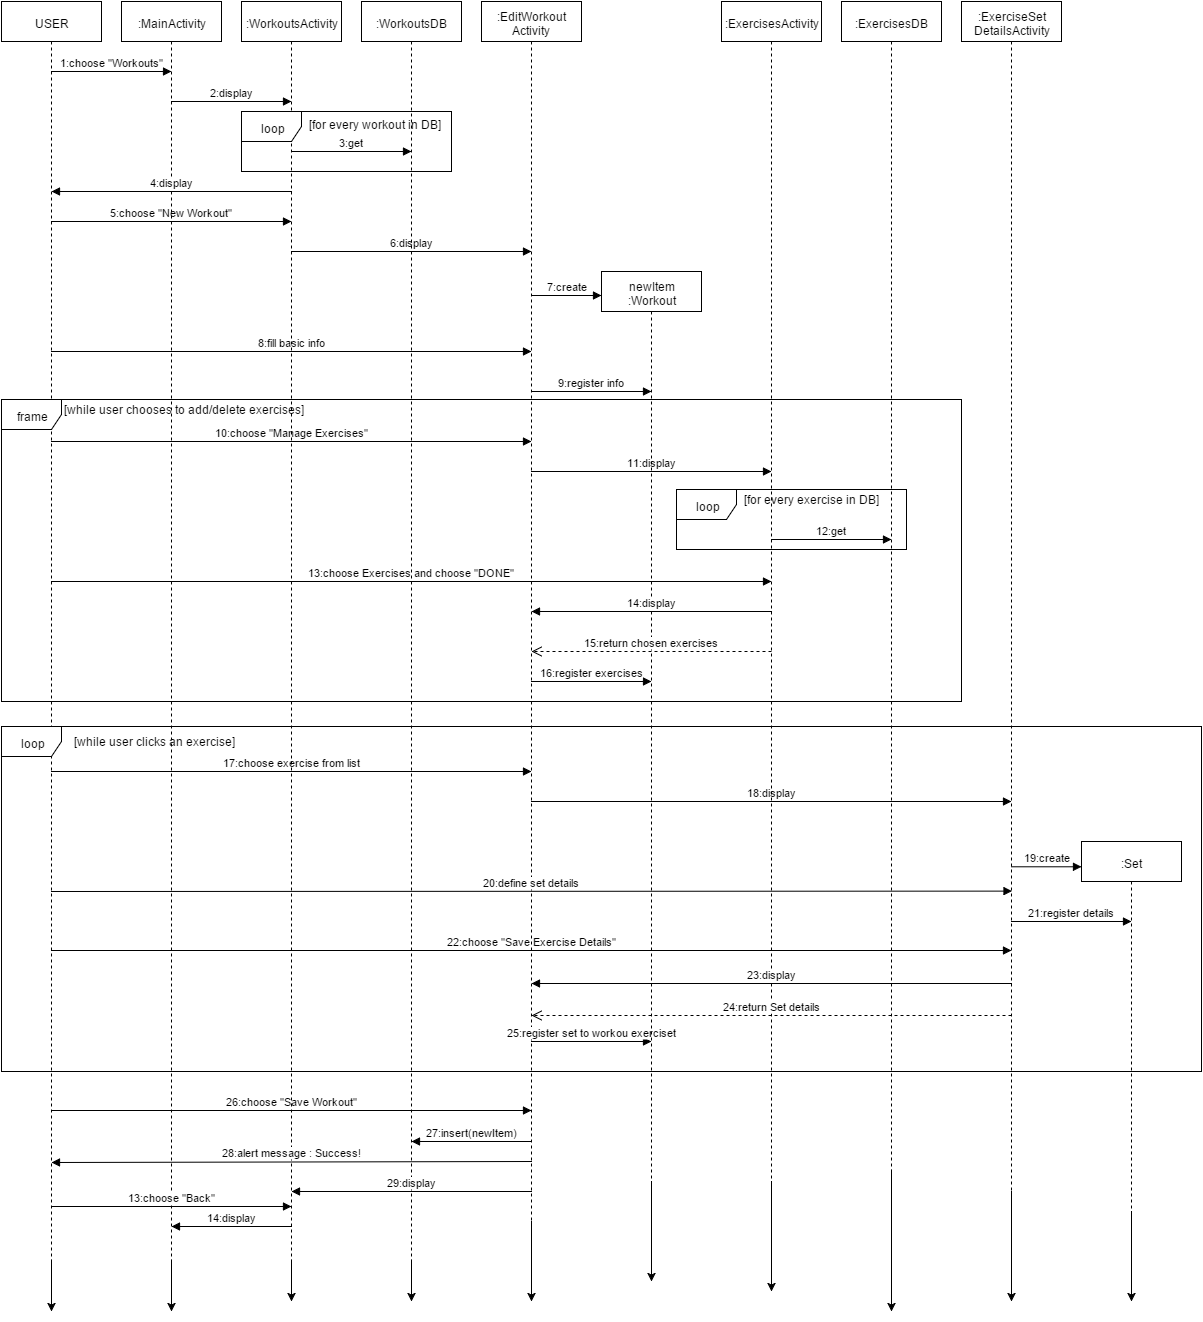 USER
:MainActivity
:WorkoutsActivity
:WorkoutsDB
:EditWorkout
Activity
:ExercisesActivity
:ExercisesDB
:ExerciseSet
DetailsActivity
1:choose "Workouts"
2:display
loop
[for every workout in DB]
3:get
4:display
5:choose "New Workout"
6:display
7:create
newItem
:Workout
8:fill basic info
9:register info
frame
[while user chooses to add/delete exercises]
10:choose "Manage Exercises"
11:display
loop
[for every exercise in DB]
12:get
13:choose Exercises and choose "DONE"
14:display
15:return chosen exercises
16:register exercises
loop
[while user clicks an exercise]
17:choose exercise from list
18:display
19:create
:Set
20:define set details
21:register details
22:choose "Save Exercise Details"
23:display
24:return Set details
25:register set to workou exerciset
26:choose "Save Workout"
27:insert(newItem)
28:alert message : Success!
29:display
13:choose "Back"
14:display